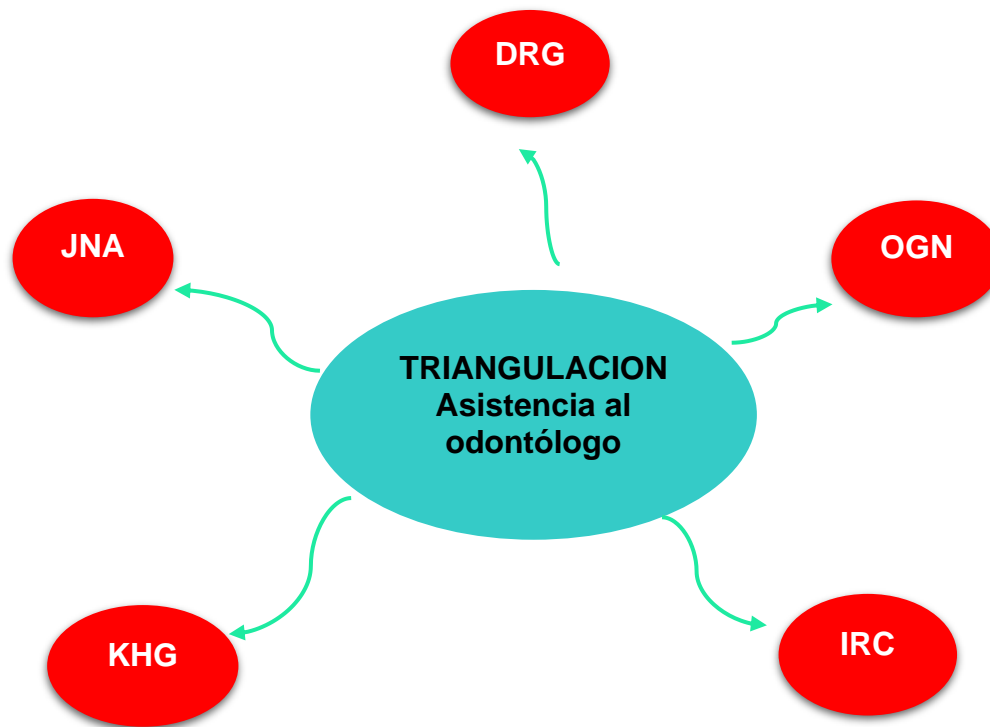 DRG
JNA
OGN
TRIANGULACION
Asistencia al
odontólogo
KHG
IRC